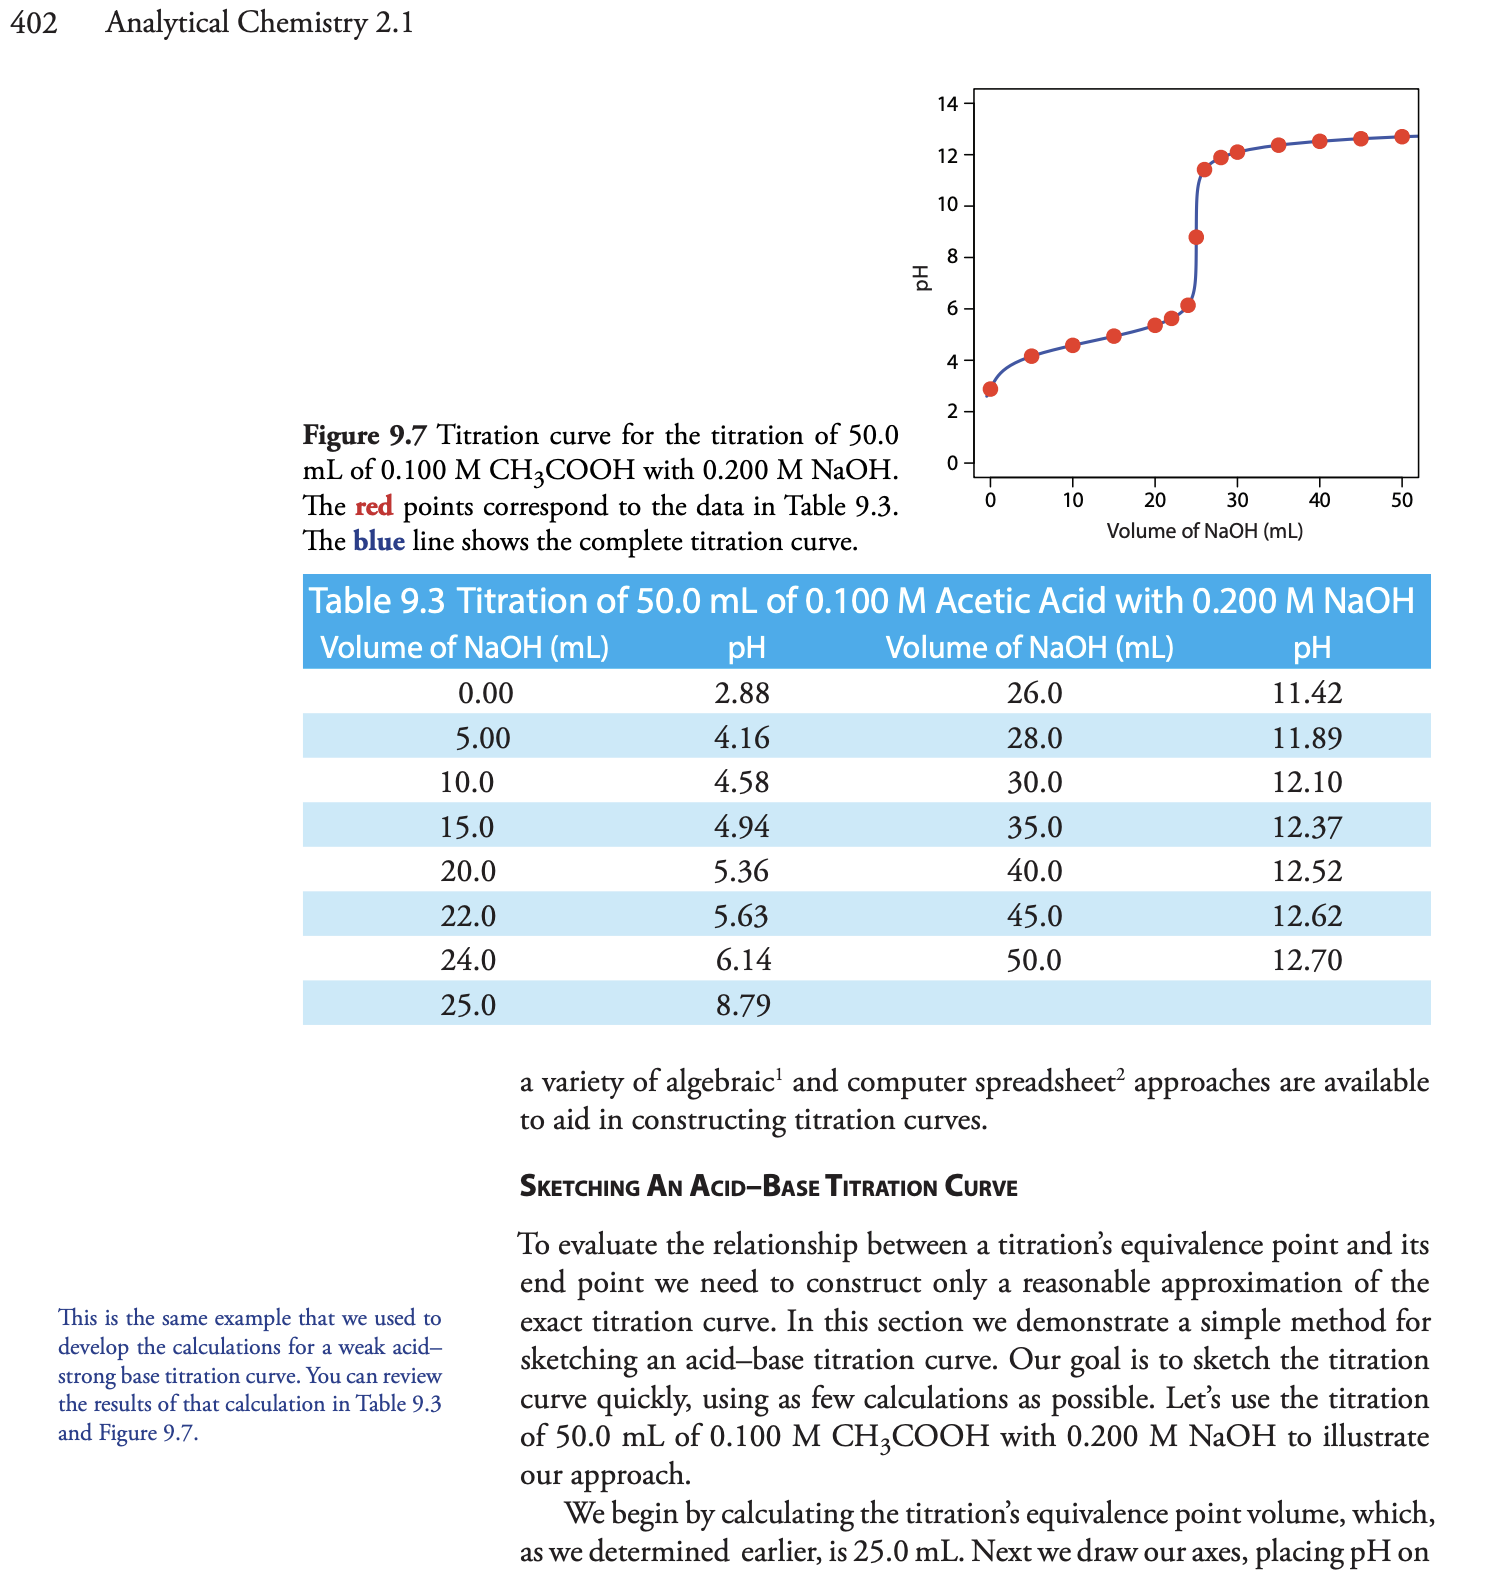 402 Analytical Chemistry 2.1
14
12
10
8
6
4
2
0
pH
0 10 20 30 40 50
Volume of NaOH (mL)
Figure 9.7 Titration curve for the titration of 50.0
mL of 0.100 M CH₃COOH with 0.200 M NaOH.
The red points correspond to the data in Table 9.3.
The blue line shows the complete titration curve.
Table 9.3 Titration of 50.0 mL of 0.100 M Acetic Acid with 0.200 M NaOH
Volume of NaOH (mL) pH Volume of NaOH (mL) pH
0.00 2.88 26.0 11.42
5.00 4.16 28.0 11.89
10.0 4.58 30.0 12.10
15.0 4.94 35.0 12.37
20.0 5.36 40.0 12.52
22.0 5.63 45.0 12.62
24.0 6.14 50.0 12.70
25.0 8.79
a variety of algebraic¹ and computer spreadsheet² approaches are available
to aid in constructing titration curves.
SKETCHING AN ACID–BASE TITRATION CURVE
To evaluate the relationship between a titration's equivalence point and its
end point we need to construct only a reasonable approximation of the
exact titration curve. In this section we demonstrate a simple method for
sketching an acid–base titration curve. Our goal is to sketch the titration
curve quickly, using as few calculations as possible. Let's use the titration
of 50.0 mL of 0.100 M CH₃COOH with 0.200 M NaOH to illustrate
our approach.
This is the same example that we used to
develop the calculations for a weak acid–
strong base titration curve. You can review
the results of that calculation in Table 9.3
and Figure 9.7.
We begin by calculating the titration's equivalence point volume, which,
as we determined earlier, is 25.0 mL. Next we draw our axes, placing pH on